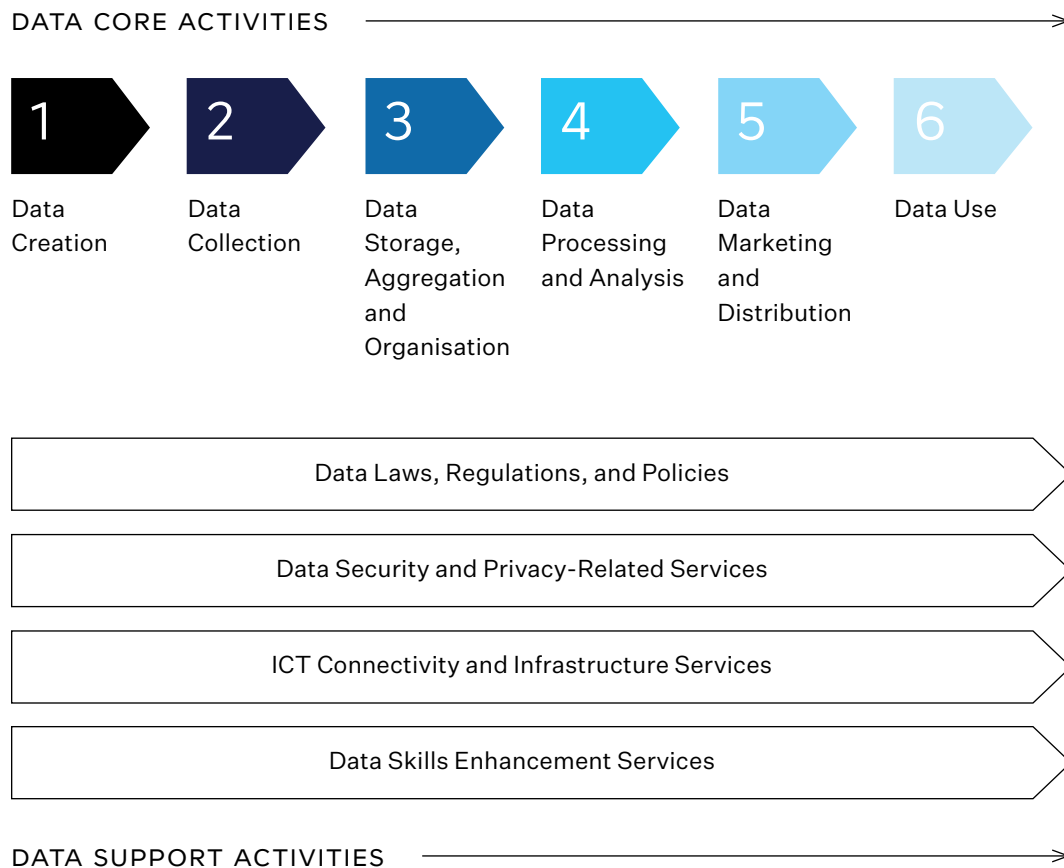 DATA CORE ACTIVITIES
1
2
3
4
5
6
Data
Creation
Data
Collection
Data
Storage,
Aggregation
and
Organisation
Data
Processing
and Analysis
Data
Marketing
and
Distribution
Data Use
Data Laws, Regulations, and Policies
Data Security and Privacy-Related Services
ICT Connectivity and Infrastructure Services
Data Skills Enhancement Services
DATA SUPPORT ACTIVITIES